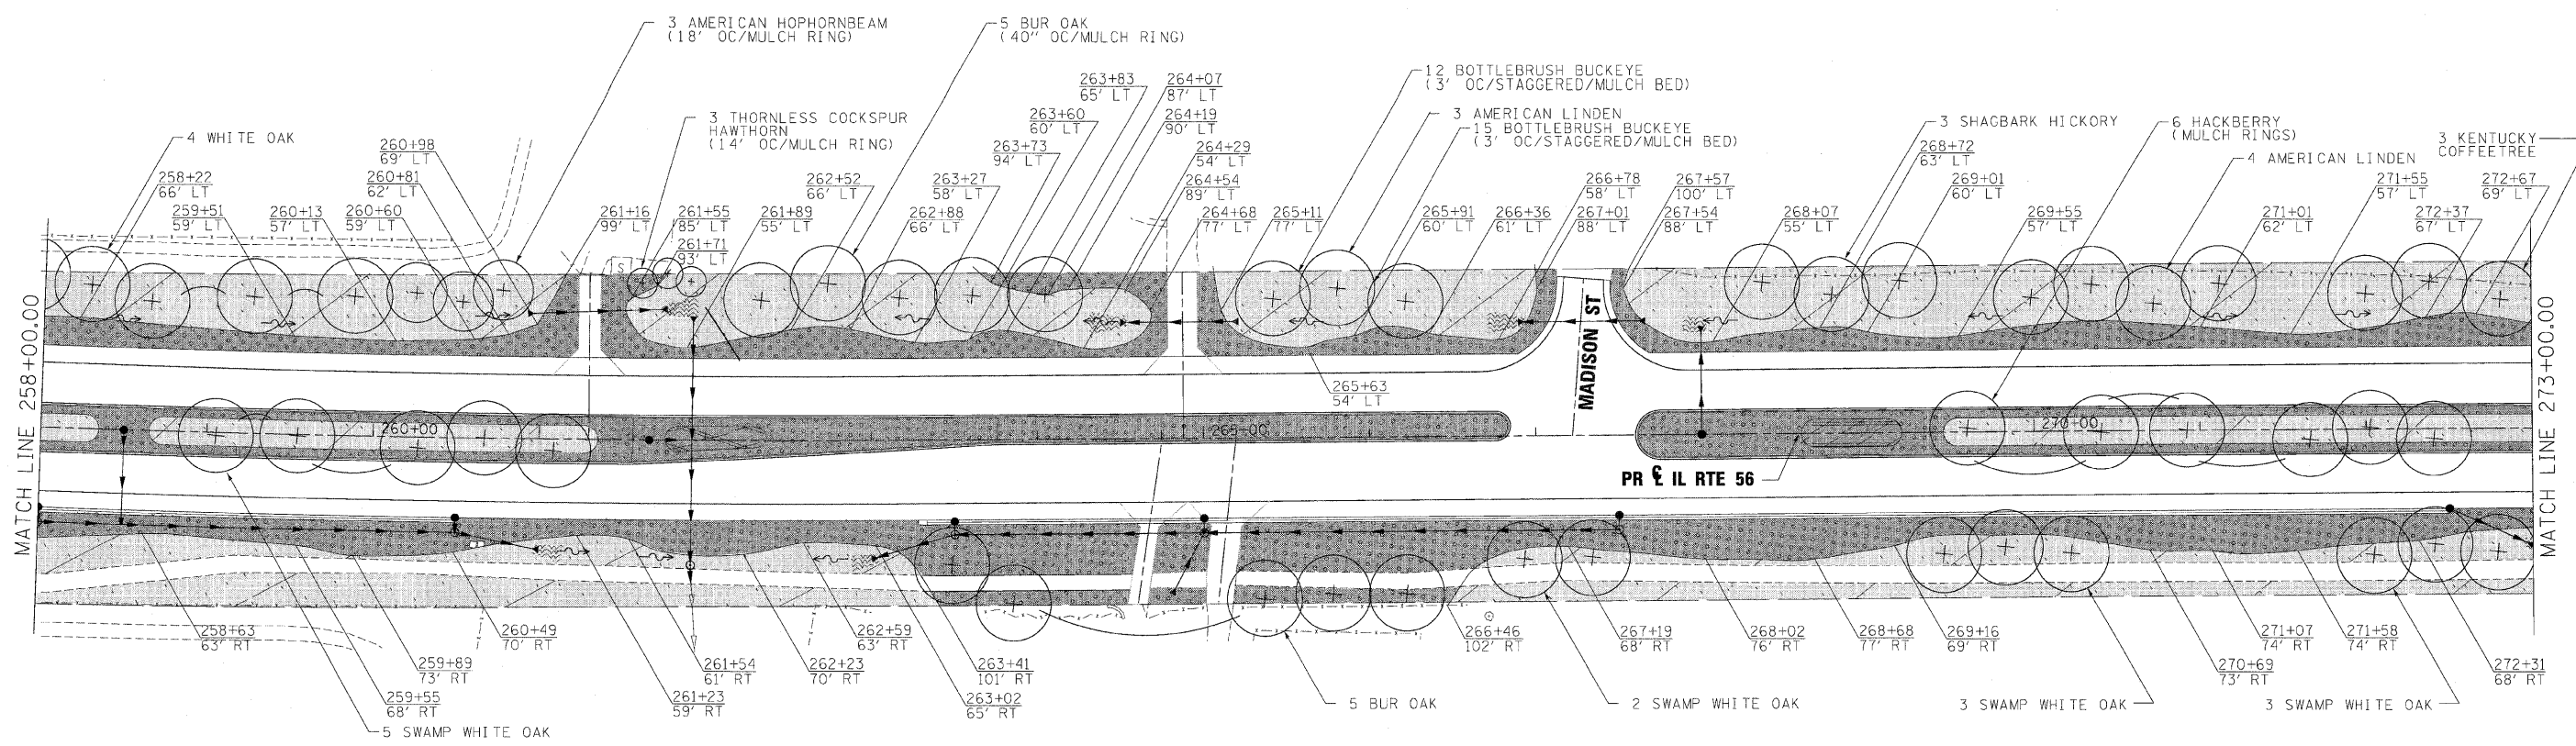 3 AMERICAN HOPHORNBEAM
(18' OC/MULCH RING)
5 BUR OAK
(40" OC/MULCH RING)
12 BOTTLEBRUSH BUCKEYE
(3' OC/STAGGERED/MULCH BED)
3 AMERICAN LINDEN
15 BOTTLEBRUSH BUCKEYE
(3' OC/STAGGERED/MULCH BED)
3 SHAGBARK HICKORY
6 HACKBERRY
(MULCH RINGS)
4 AMERICAN LINDEN
3 KENTUCKY
COFFEETREE
4 WHITE OAK
3 THORNLESS COCKSPUR
HAWTHORN
(14' OC/MULCH RING)
258+22
66' LT
259+51
59' LT
260+13
57' LT
260+60
59' LT
260+81
62' LT
260+98
69' LT
261+16
99' LT
261+55
85' LT
261+71
93' LT
261+89
55' LT
262+52
66' LT
262+88
66' LT
263+27
58' LT
263+73
94' LT
263+60
60' LT
263+83
65' LT
264+07
87' LT
264+19
90' LT
264+29
54' LT
264+54
89' LT
264+68
77' LT
265+11
77' LT
265+63
54' LT
265+91
60' LT
266+36
61' LT
266+78
58' LT
267+01
88' LT
267+57
100' LT
267+54
88' LT
268+07
55' LT
268+72
63' LT
269+01
60' LT
269+55
57' LT
271+01
62' LT
271+55
57' LT
272+37
67' LT
272+67
69' LT
S
MATCH LINE 258+00.00
260+00
265+00
270+00
MADISON ST
PR ℄ IL RTE 56
MATCH LINE 273+00.00
258+63
63' RT
259+55
68' RT
259+89
73' RT
260+49
70' RT
261+23
59' RT
261+54
61' RT
262+23
70' RT
262+59
63' RT
263+02
65' RT
263+41
101' RT
266+46
102' RT
267+19
68' RT
268+02
76' RT
268+68
77' RT
269+16
69' RT
270+69
73' RT
271+07
74' RT
271+58
74' RT
272+31
68' RT
5 SWAMP WHITE OAK
5 BUR OAK
2 SWAMP WHITE OAK
3 SWAMP WHITE OAK
3 SWAMP WHITE OAK